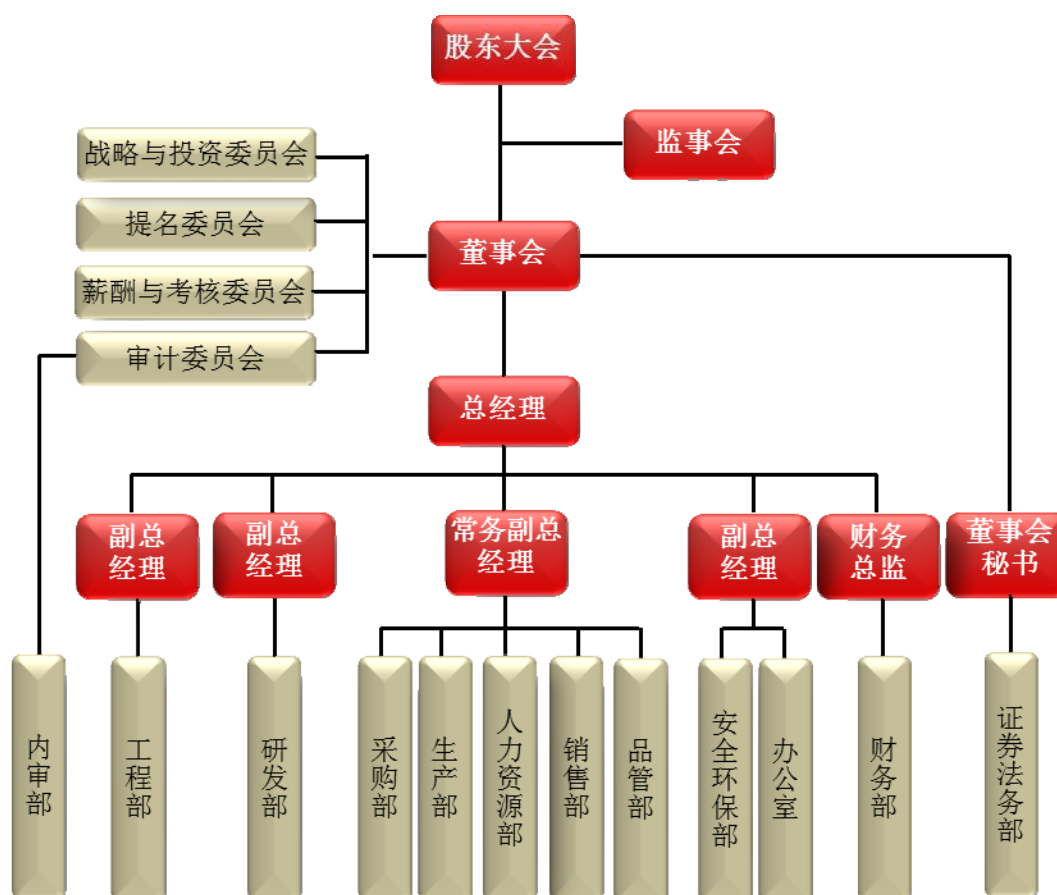 股东大会
监事会
战略与投资委员会
提名委员会
董事会
薪酬与考核委员会
审计委员会
总经理
副总
经理
副总
经理
常务副总
经理
副总
经理
财务
总监
董事会
秘书
内审部
工程部
研发部
采购部
生产部
人力资源部
销售部
品管部
安全环保部
办公室
财务部
证券法务部